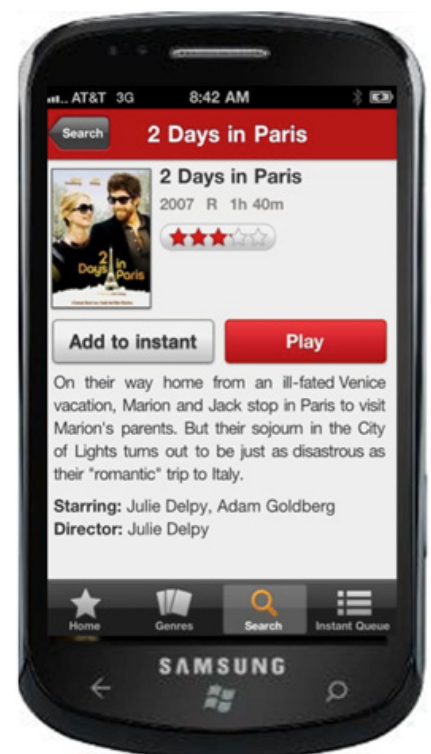 AT&T 3G 8:42 AM
Search 2 Days in Paris
2 Days in Paris
2007 R 1h 40m
2
Days in
Paris
Add to instant Play
On their way home from an ill-fated Venice
vacation, Marion and Jack stop in Paris to visit
Marion's parents. But their sojourn in the City
of Lights turns out to be just as disastrous as
their "romantic" trip to Italy.
Starring: Julie Delpy, Adam Goldberg
Director: Julie Delpy
Home Genres Search Instant Queue
SAMSUNG